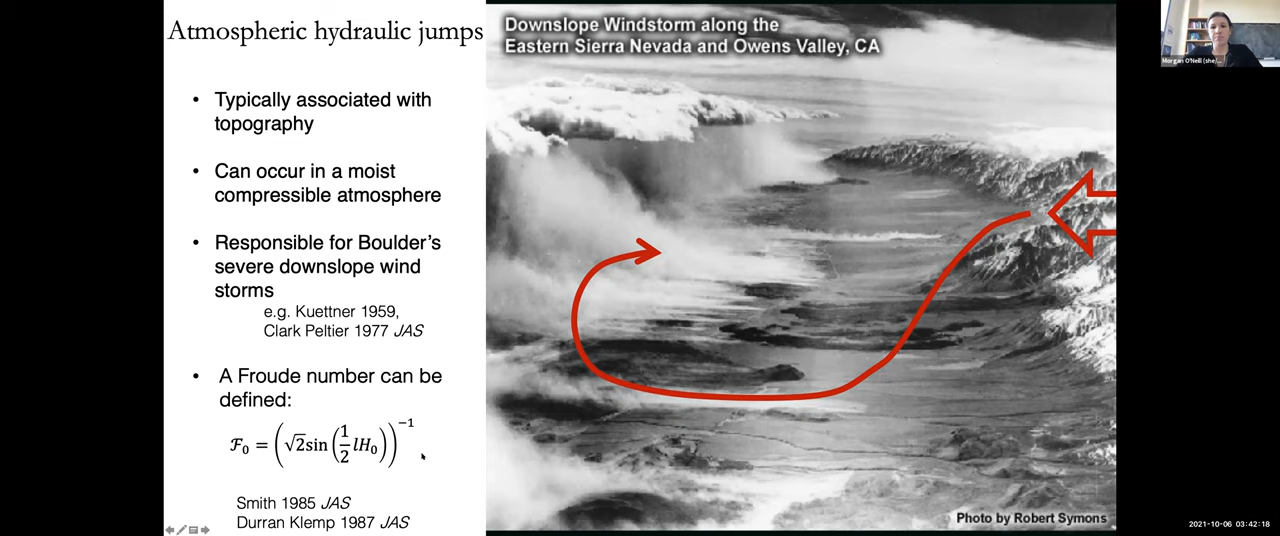 Atmospheric hydraulic jumps
• Typically associated with
topography
• Can occur in a moist
compressible atmosphere
• Responsible for Boulder's
severe downslope wind
storms
e.g. Kuettner 1959,
Clark Peltier 1977 JAS
• A Froude number can be
defined:
ℱ₀ = (√2sin(1/2 lH₀))⁻¹
Smith 1985 JAS
Durran Klemp 1987 JAS
Downslope Windstorm along the
Eastern Sierra Nevada and Owens Valley, CA
Photo by Robert Symons
Morgan O'Neill (she/...
2021-10-06 03:42:18